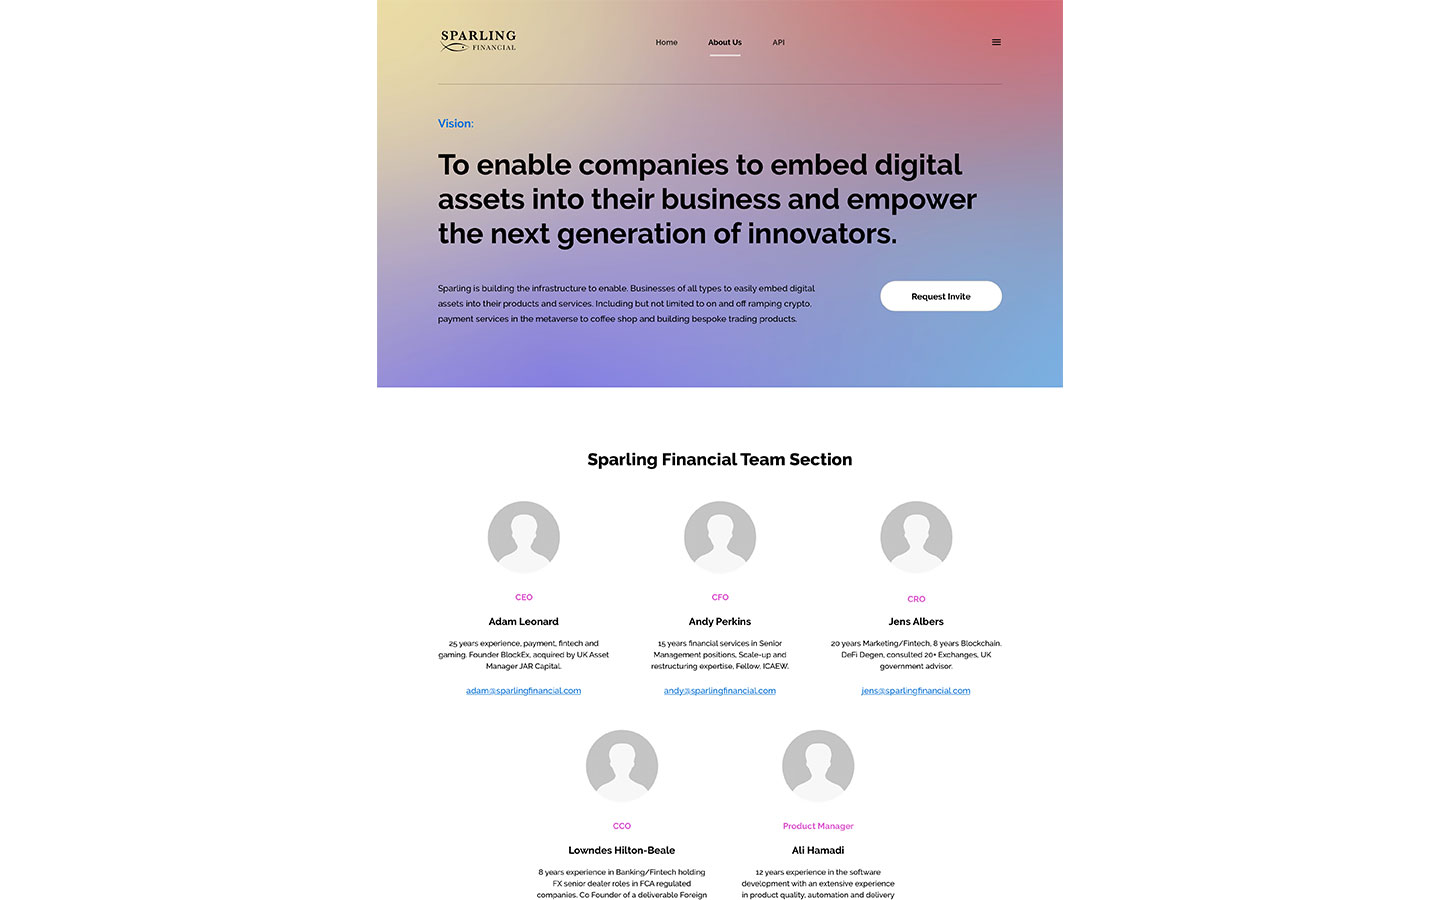 SPARLING
FINANCIAL
Home
About Us
API
Vision:
To enable companies to embed digital
assets into their business and empower
the next generation of innovators.
Sparling is building the infrastructure to enable. Businesses of all types to easily embed digital
assets into their products and services. Including but not limited to on and off ramping crypto,
payment services in the metaverse to coffee shop and building bespoke trading products.
Request Invite
Sparling Financial Team Section
CEO
Adam Leonard
25 years experience, payment, fintech and
gaming. Founder BlockEx, acquired by UK Asset
Manager JAR Capital.
adam@sparlingfinancial.com
CFO
Andy Perkins
15 years financial services in Senior
Management positions, Scale-up and
restructuring expertise, Fellow, ICAEW.
andy@sparlingfinancial.com
CRO
Jens Albers
20 years Marketing/Fintech, 8 years Blockchain.
DeFi Degen, consulted 20+ Exchanges, UK
government advisor.
jens@sparlingfinancial.com
CCO
Lowndes Hilton-Beale
8 years experience in Banking/Fintech holding
FX senior dealer roles in FCA regulated
companies. Co Founder of a deliverable Foreign
Product Manager
Ali Hamadi
12 years experience in the software
development with an extensive experience
in product quality, automation and delivery